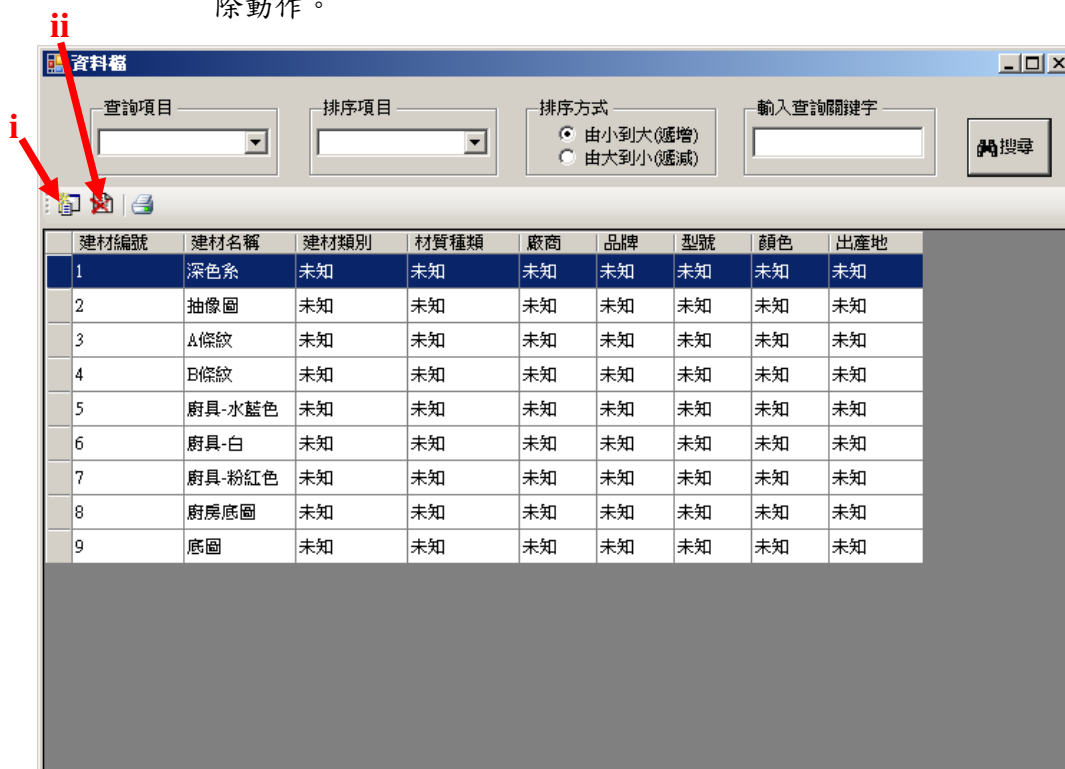 除動作。
ii
資料檔
i
查詢項目
排序項目
排序方式
輸入查詢關鍵字
由小到大(遞增)
由大到小(遞減)
搜尋
建材編號 建材名稱 建材類別 材質種類 廠商 品牌 型號 顏色 出產地
1 深色系 未知 未知 未知 未知 未知 未知 未知
2 抽像圖 未知 未知 未知 未知 未知 未知 未知
3 A條紋 未知 未知 未知 未知 未知 未知 未知
4 B條紋 未知 未知 未知 未知 未知 未知 未知
5 廚具-水藍色 未知 未知 未知 未知 未知 未知 未知
6 廚具-白 未知 未知 未知 未知 未知 未知 未知
7 廚具-粉紅色 未知 未知 未知 未知 未知 未知 未知
8 廚房底圖 未知 未知 未知 未知 未知 未知 未知
9 底圖 未知 未知 未知 未知 未知 未知 未知